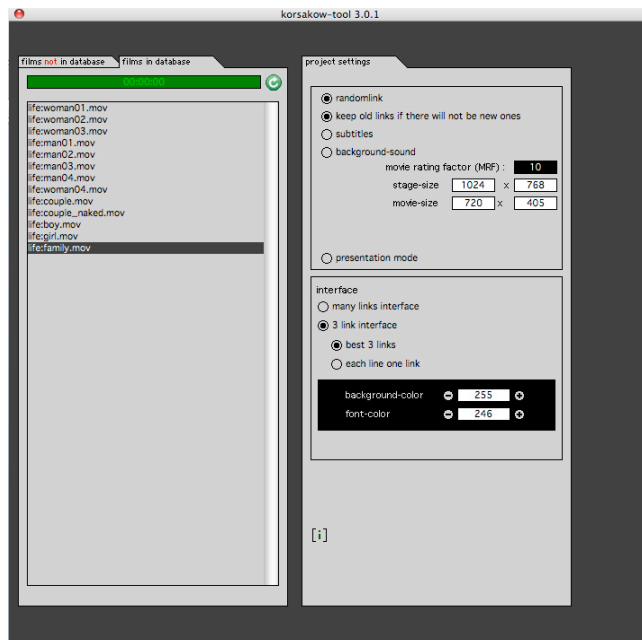 korsakow-tool 3.0.1
films not in database
films in database
00:00:00
life:woman01.mov
life:woman02.mov
life:woman03.mov
life:man01.mov
life:man02.mov
life:man03.mov
life:man04.mov
life:woman04.mov
life:couple.mov
life:couple_naked.mov
life:boy.mov
life:girl.mov
life:family.mov
project settings
randomlink
keep old links if there will not be new ones
subtitles
background-sound
movie rating factor (MRF) : 10
stage-size 1024 x 768
movie-size 720 x 405
presentation mode
interface
many links interface
3 link interface
best 3 links
each line one link
background-color 255
font-color 246
[i]